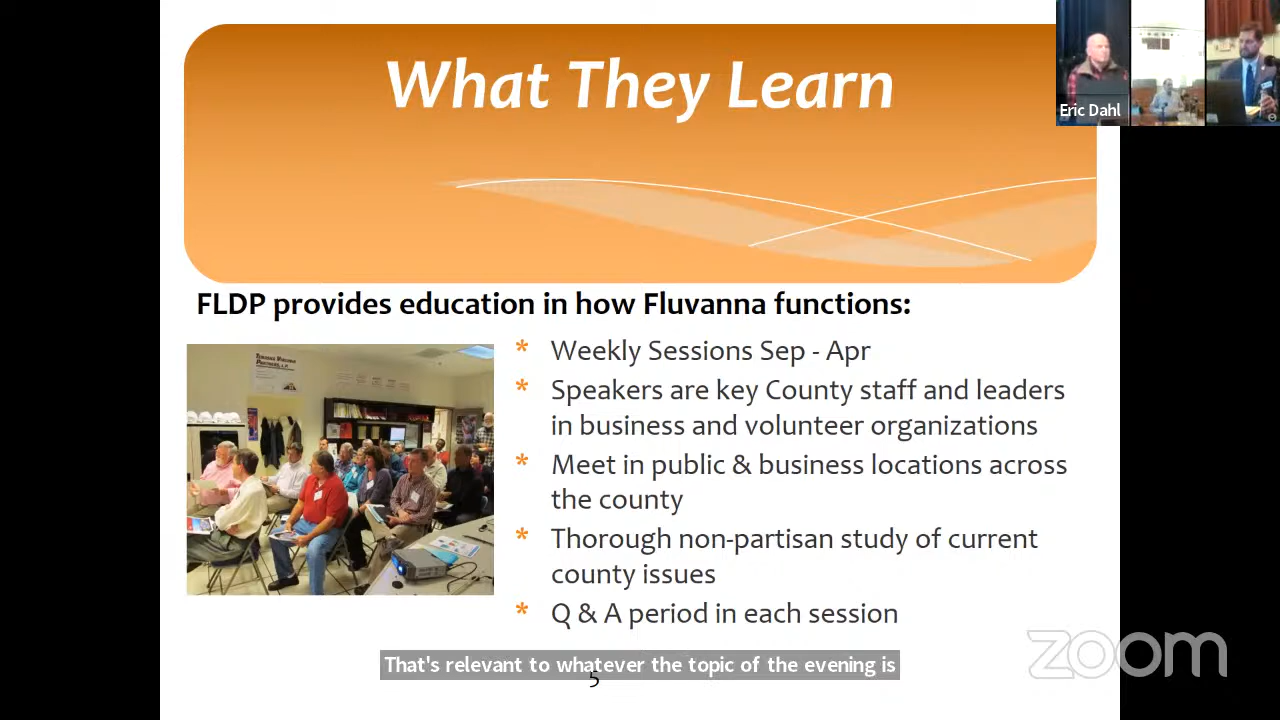 What They Learn
Eric Dahl
FLDP provides education in how Fluvanna functions:
* Weekly Sessions Sep - Apr
* Speakers are key County staff and leaders
in business and volunteer organizations
* Meet in public & business locations across
the county
* Thorough non-partisan study of current
county issues
* Q & A period in each session
That's relevant to whatever the topic of the evening is
5
zoom